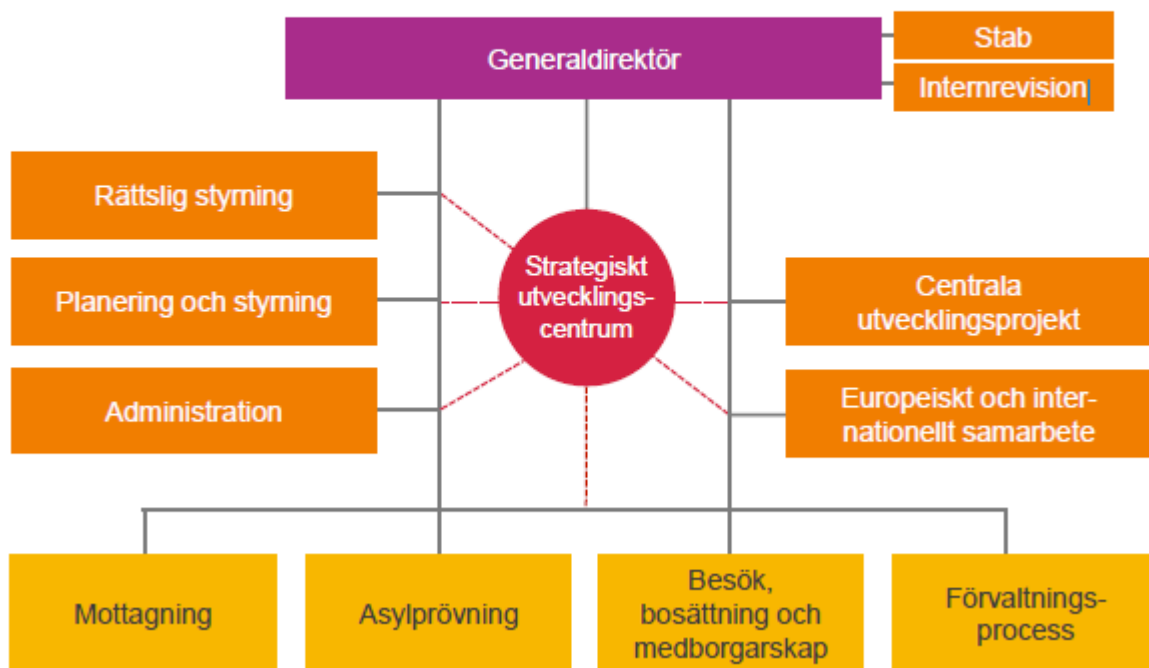 Generaldirektör
Stab
Internrevision
Rättslig styrning
Planering och styrning
Administration
Strategiskt
utvecklings-
centrum
Centrala
utvecklingsprojekt
Europeiskt och inter-
nationellt samarbete
Mottagning
Asylprövning
Besök,
bosättning och
medborgarskap
Förvaltnings-
process